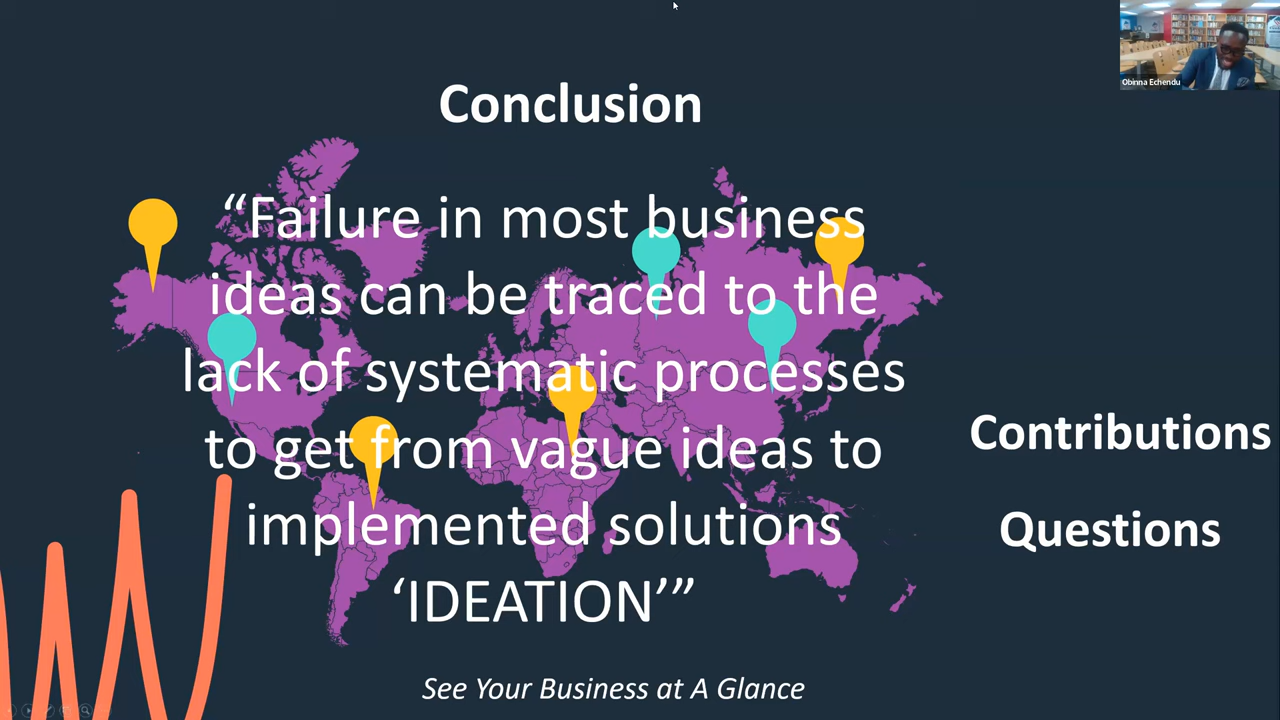 Obinna Echendu
Conclusion
“Failure in most business
ideas can be traced to the
lack of systematic processes
to get from vague ideas to
implemented solutions
‘IDEATION’”
Contributions
Questions
See Your Business at A Glance